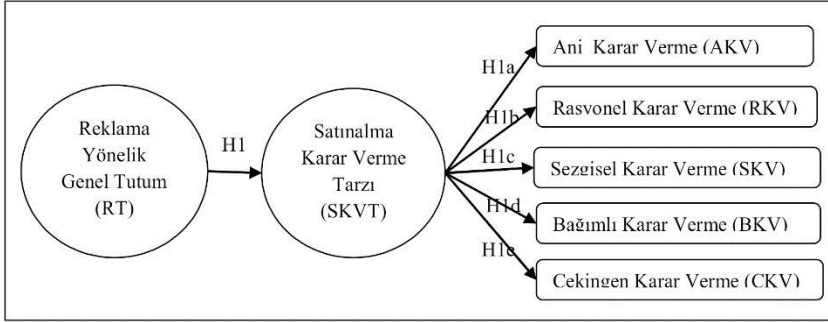 Reklama
Yönelik
Genel Tutum
(RT)
H1
Satınalma
Karar Verme
Tarzı
(SKVT)
H1a
H1b
H1c
H1d
H1e
Ani Karar Verme (AKV)
Rasyonel Karar Verme (RKV)
Sezgisel Karar Verme (SKV)
Bağımlı Karar Verme (BKV)
Çekingen Karar Verme (ÇKV)